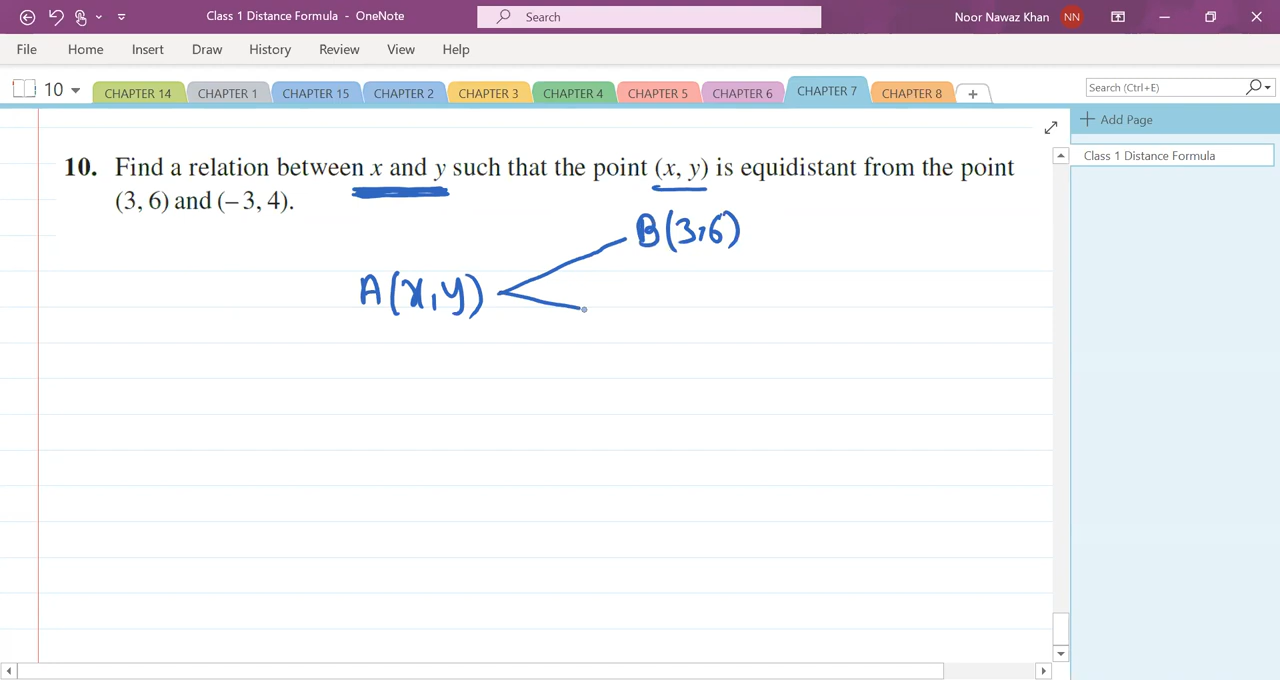 Class 1 Distance Formula - OneNote
Search
Noor Nawaz Khan NN
File Home Insert Draw History Review View Help
10 CHAPTER 14 CHAPTER 1 CHAPTER 15 CHAPTER 2 CHAPTER 3 CHAPTER 4 CHAPTER 5 CHAPTER 6 CHAPTER 7 CHAPTER 8 +
Search (Ctrl+E)
+ Add Page
Class 1 Distance Formula
10. Find a relation between x and y such that the point (x, y) is equidistant from the point
(3, 6) and (– 3, 4).
B(3,6)
A(x,y)